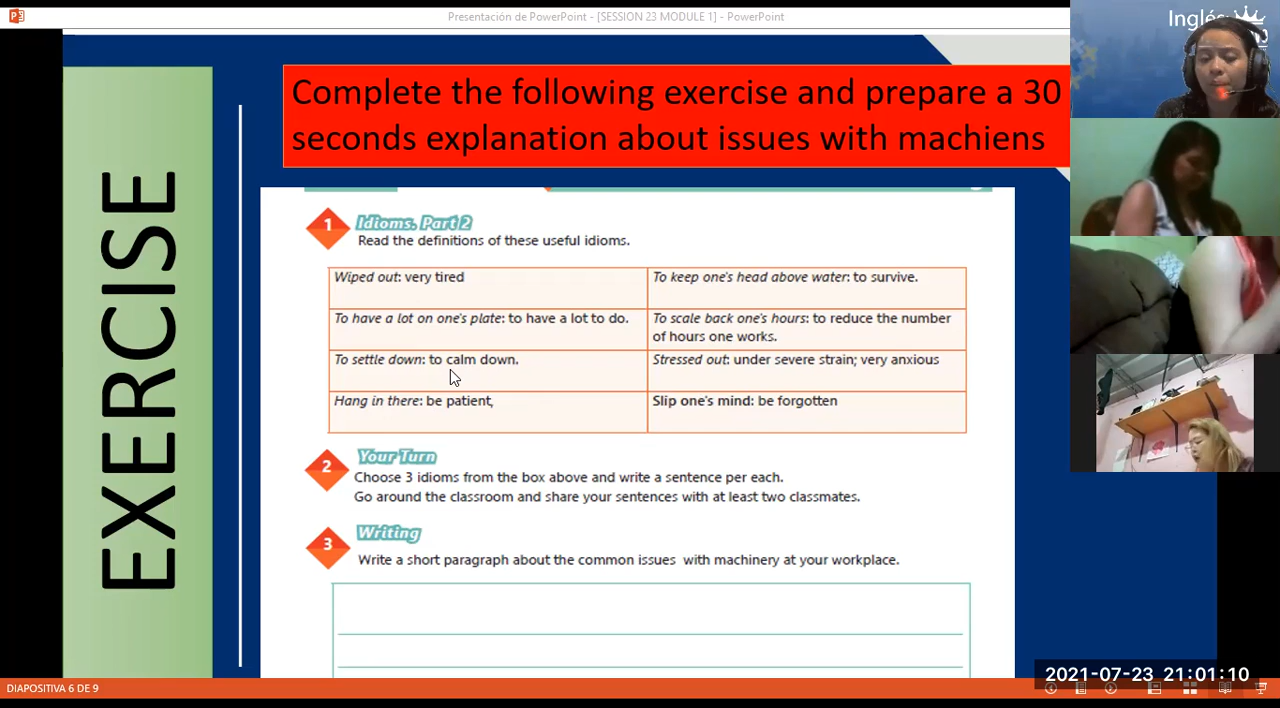 Presentación de PowerPoint - [SESSION 23 MODULE 1] - PowerPoint
Inglés
EXERCISE
Complete the following exercise and prepare a 30
seconds explanation about issues with machiens
1 Idioms. Part 2
Read the definitions of these useful idioms.
Wiped out: very tired
To keep one's head above water: to survive.
To have a lot on one's plate: to have a lot to do.
To scale back one's hours: to reduce the number
of hours one works.
To settle down: to calm down.
Stressed out: under severe strain; very anxious
Hang in there: be patient,
Slip one's mind: be forgotten
2 Your Turn
Choose 3 idioms from the box above and write a sentence per each.
Go around the classroom and share your sentences with at least two classmates.
3 Writing
Write a short paragraph about the common issues with machinery at your workplace.
2021-07-23 21:01:10
DIAPOSITIVA 6 DE 9